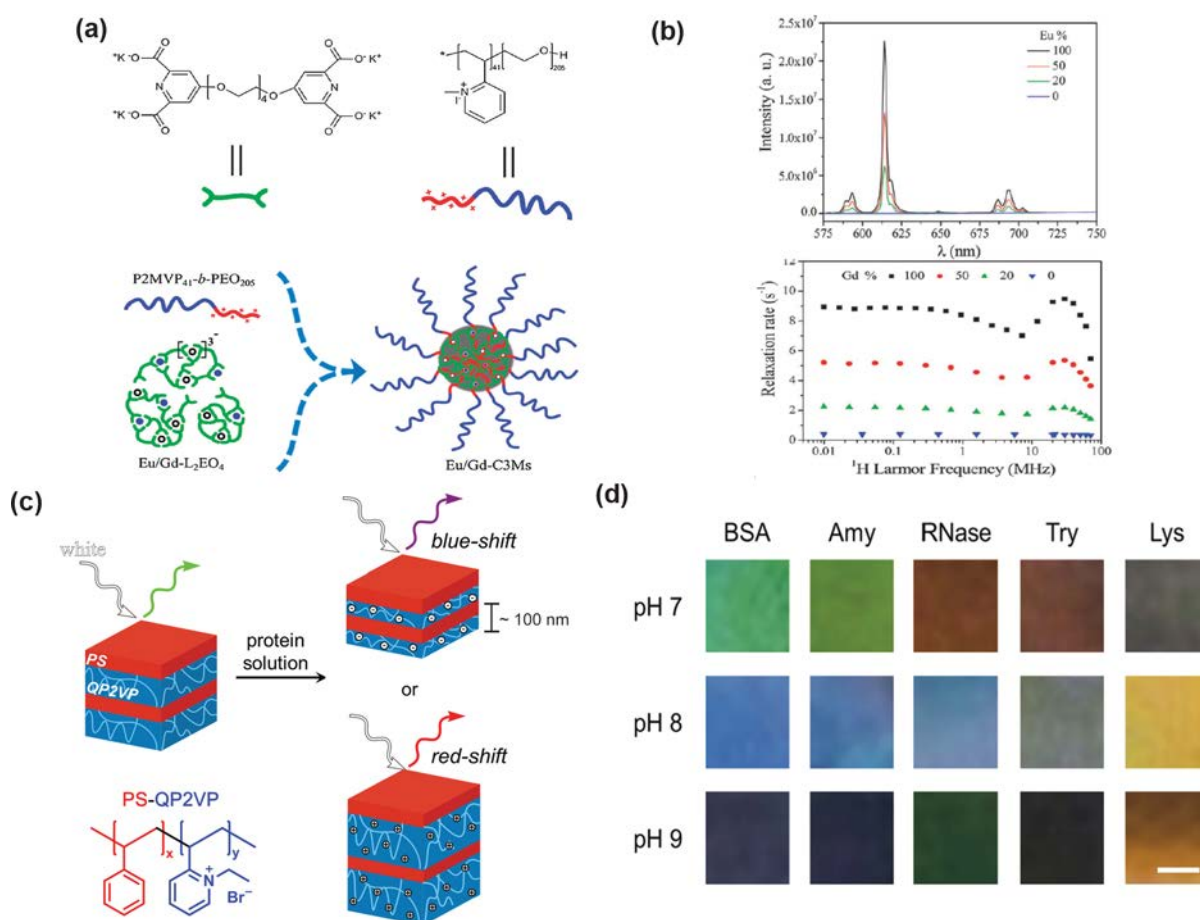 (a)
⁺K⁻O
O
O
O⁻K⁺
N
O
4
O
N
⁺K⁻O
O
O
O⁻ K⁺
*
41
O
H
205
N
+
I⁻
P2MVP₄₁-b-PEO₂₀₅
3⁻
Eu/Gd-L₂EO₄
Eu/Gd-C3Ms
(b)
Eu %
100
50
20
0
Intensity (a. u.)
2.5x10⁷
2.0x10⁷
1.5x10⁷
1.0x10⁷
5.0x10⁶
0.0
575 600 625 650 675 700 725 750
λ (nm)
Gd % 100 50 20 0
Relaxation rate (s⁻¹)
12
10
8
6
4
2
0
0.01 0.1 1 10 100
¹H Larmor Frequency (MHz)
(c)
white
PS
QP2VP
protein
solution
blue-shift
~ 100 nm
or
red-shift
PS-QP2VP
x
y
N
+
Br⁻
(d)
BSA Amy RNase Try Lys
pH 7
pH 8
pH 9